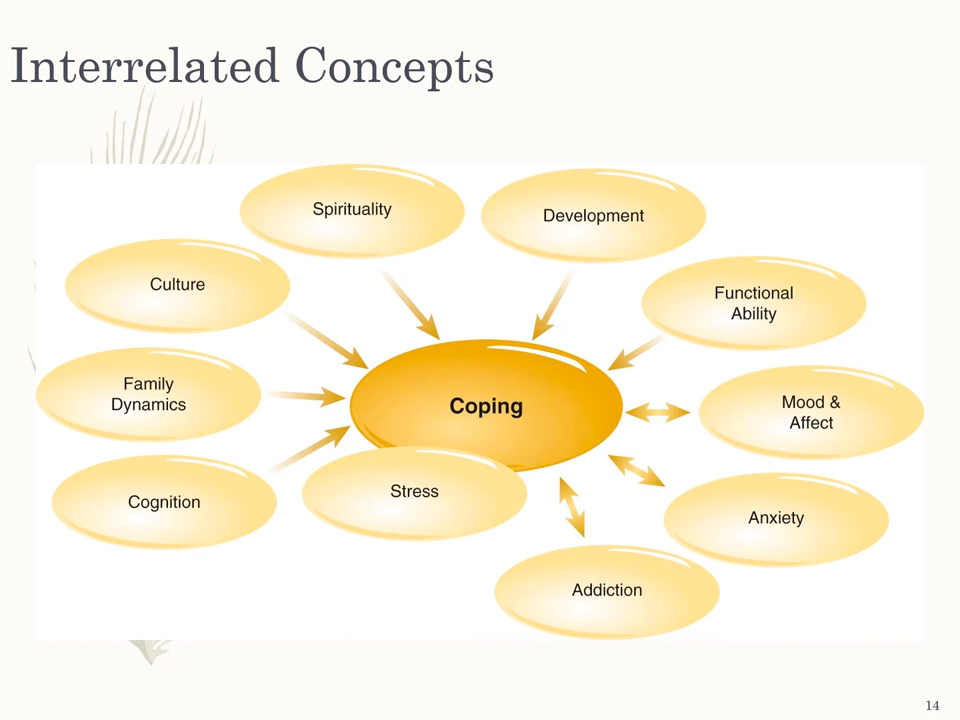 Interrelated Concepts
Spirituality
Development
Culture
Functional
Ability
Family
Dynamics
Coping
Mood &
Affect
Cognition
Stress
Anxiety
Addiction
14